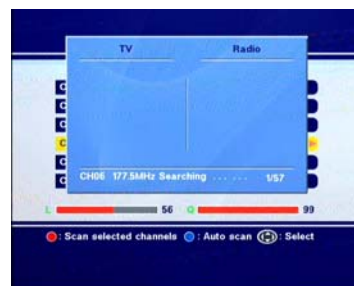 TV Radio
C
C
C
C
C
C
CH06 177.5MHz Searching ... ... 1/57
L 56 Q 99
: Scan selected channels : Auto scan : Select